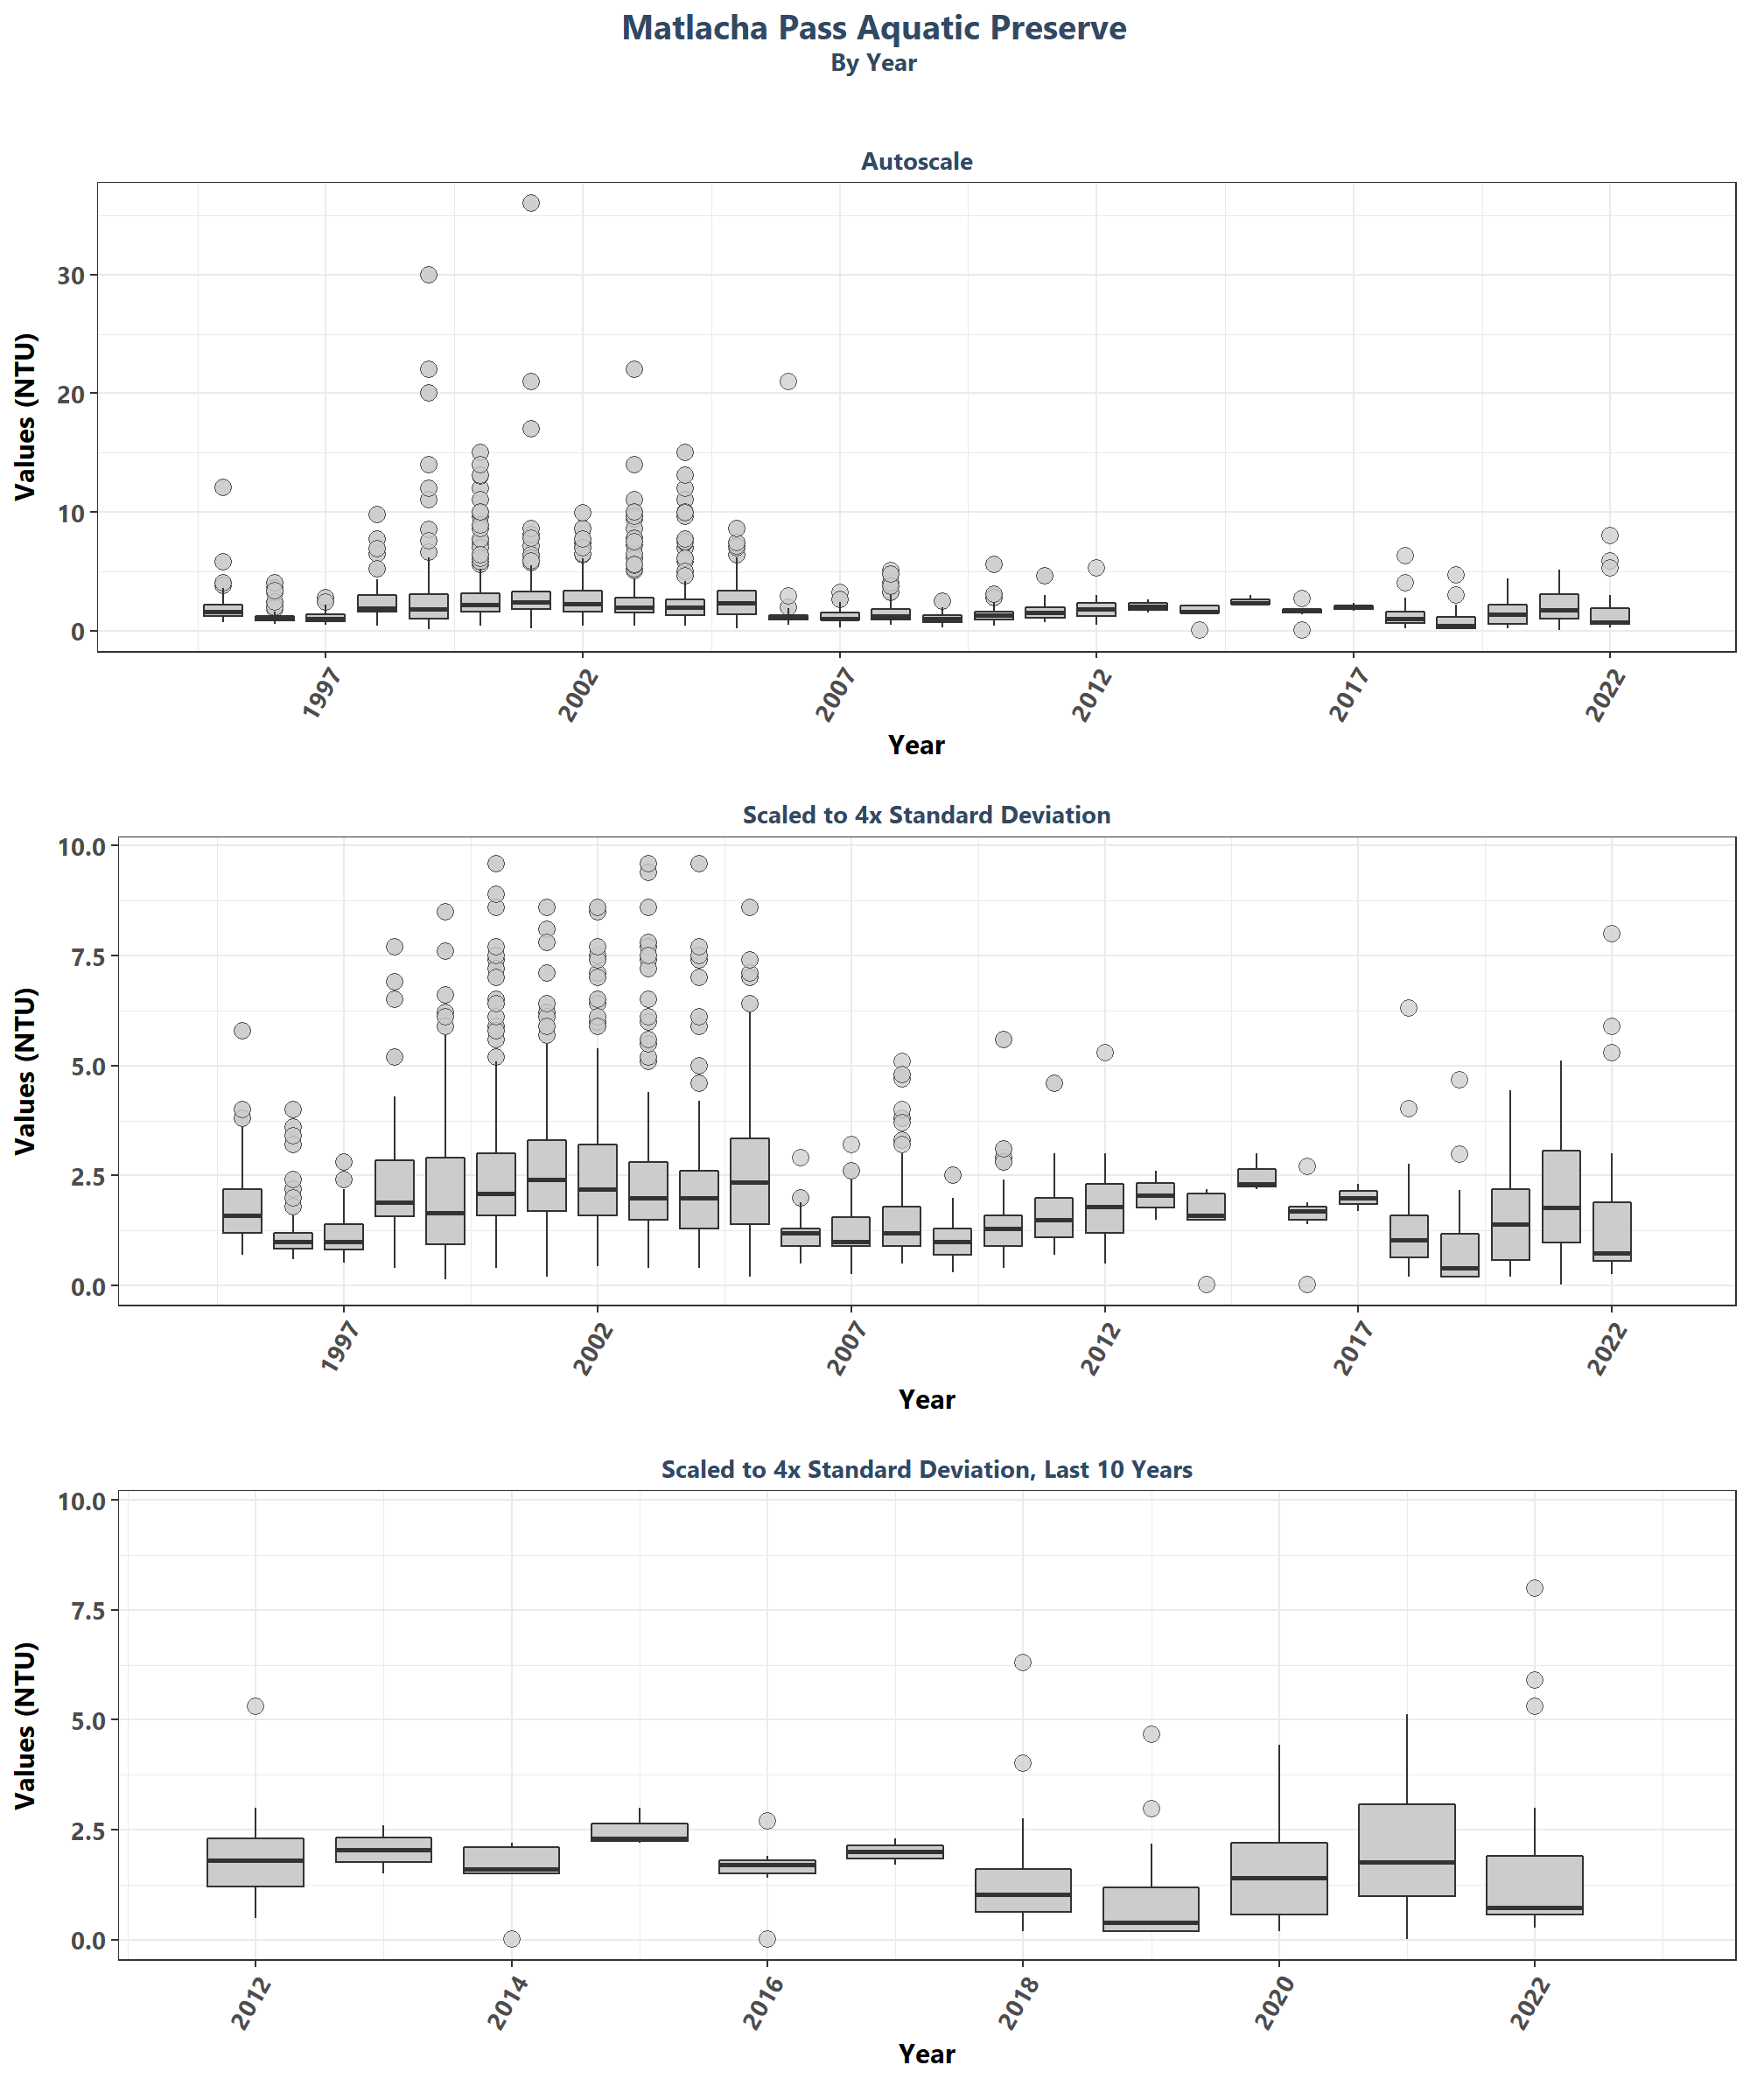 Matlacha Pass Aquatic Preserve
By Year
Autoscale
Values (NTU)
30
20
10
0
1997
2002
2007
2012
2017
2022
Year
Scaled to 4x Standard Deviation
Values (NTU)
10.0
7.5
5.0
2.5
0.0
1997
2002
2007
2012
2017
2022
Year
Scaled to 4x Standard Deviation, Last 10 Years
Values (NTU)
10.0
7.5
5.0
2.5
0.0
2012
2014
2016
2018
2020
2022
Year